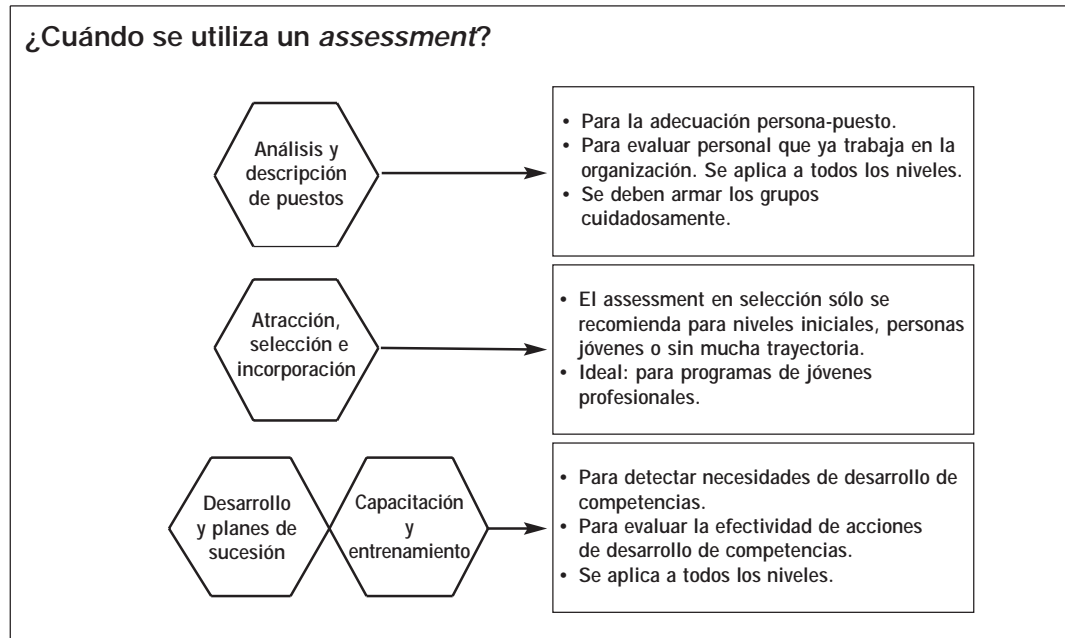 ¿Cuándo se utiliza un assessment?
Análisis y
descripción
de puestos
• Para la adecuación persona-puesto.
• Para evaluar personal que ya trabaja en la
organización. Se aplica a todos los niveles.
• Se deben armar los grupos
cuidadosamente.
Atracción,
selección e
incorporación
• El assessment en selección sólo se
recomienda para niveles iniciales, personas
jóvenes o sin mucha trayectoria.
• Ideal: para programas de jóvenes
profesionales.
Desarrollo
y planes de
sucesión
Capacitación
y
entrenamiento
• Para detectar necesidades de desarrollo de
competencias.
• Para evaluar la efectividad de acciones
de desarrollo de competencias.
• Se aplica a todos los niveles.